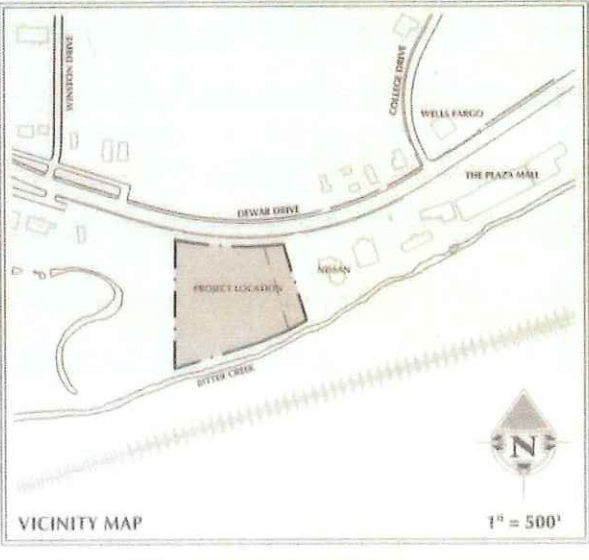 WINSTON DRIVE
COLLEGE DRIVE
WELLS FARGO
THE PLAZA MALL
DEWAR DRIVE
NISSAN
PROJECT LOCATION
BITTER CREEK
N
VICINITY MAP
1" = 500'